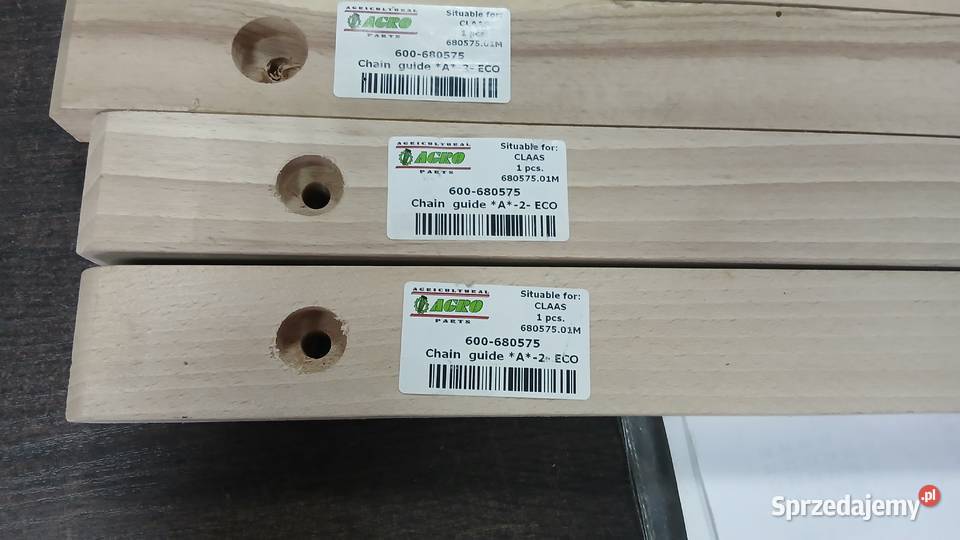 AGRICULTURAL
AGRO
PARTS
Situable for:
CLAAS
1 pcs.
680575.01M
600-680575
Chain guide *A*-2- ECO
AGRICULTUREAL
AGRO
PARTS
Situable for:
CLAAS
1 pcs.
680575.01M
600-680575
Chain guide *A*-2- ECO
AGRICULTUREAL
AGRO
PARTS
Situable for:
CLAAS
1 pcs.
680575.01M
600-680575
Chain guide *A*-2- ECO
Sprzedajemy.pl